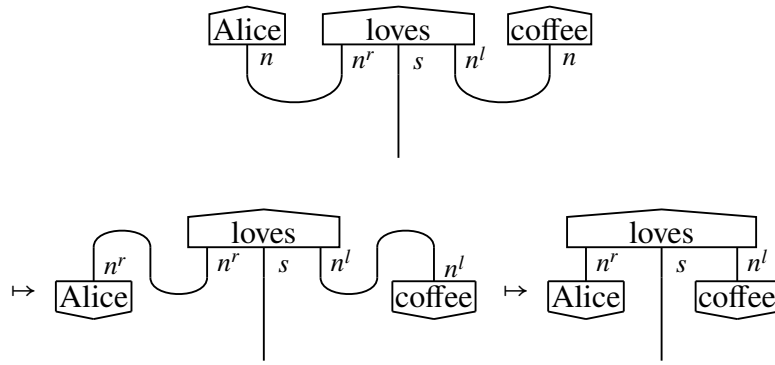 Alice loves coffee
n n^r s n^l n
loves
n^r n^r s n^l n^l
↦ Alice coffee
loves
n^r s n^l
↦ Alice coffee